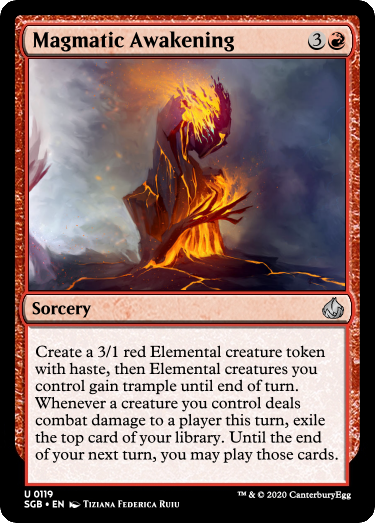 Magmatic Awakening 3
Sorcery
Create a 3/1 red Elemental creature token
with haste, then Elemental creatures you
control gain trample until end of turn.
Whenever a creature you control deals
combat damage to a player this turn, exile
the top card of your library. Until the end
of your next turn, you may play those cards.
U 0119
SGB • EN Tiziana Federica Ruiu
™ & © 2020 CanterburyEgg